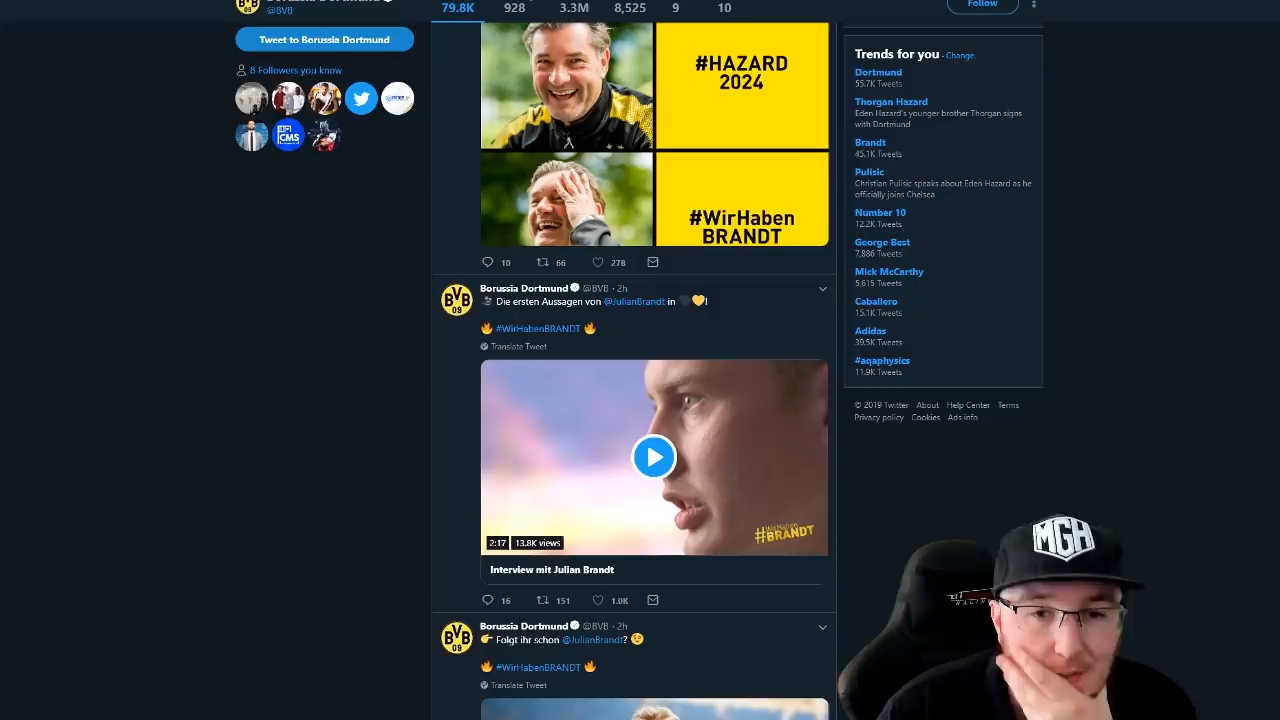 @BVB
Tweet to Borussia Dortmund
8 Followers you know
CMS
79.8K 928 3.3M 8,525 9 10
Follow
#HAZARD
2024
#WirHaben
BRANDT
10 66 278
BVB
09
Borussia Dortmund @BVB · 2h
Die ersten Aussagen von @JulianBrandt in !
#WirHabenBRANDT
Translate Tweet
#WirHaben
BRANDT
2:17 13.8K views
Interview mit Julian Brandt
16 151 1.0K
BVB
09
Borussia Dortmund @BVB · 2h
Folgt ihr schon @JulianBrandt?
#WirHabenBRANDT
Translate Tweet
Trends for you · Change
Dortmund
55.7K Tweets
Thorgan Hazard
Eden Hazard's younger brother Thorgan signs
with Dortmund
Brandt
45.1K Tweets
Pulisic
Christian Pulisic speaks about Eden Hazard as he
officially joins Chelsea
Number 10
12.2K Tweets
George Best
7,886 Tweets
Mick McCarthy
5,615 Tweets
Caballero
15.1K Tweets
Adidas
39.5K Tweets
#aqaphysics
11.9K Tweets
© 2019 Twitter About Help Center Terms
Privacy policy Cookies Ads info
MGH